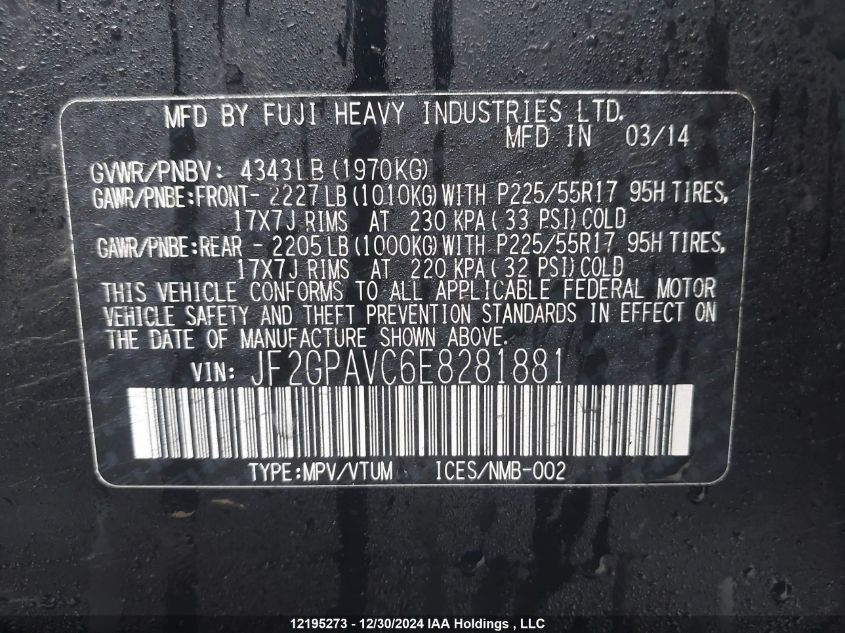 MFD BY FUJI HEAVY INDUSTRIES LTD.
MFD IN 03/14
GVWR/PNBV: 4343LB (1970KG)
GAWR/PNBE:FRONT- 2227LB (1010KG)WITH P225/55R17 95H TIRES,
17X7J RIMS AT 230 KPA( 33 PSI)COLD
GAWR/PNBE:REAR - 2205LB (1000KG)WITH P225/55R17 95H TIRES,
17X7J RIMS AT 220 KPA( 32 PSI)COLD
THIS VEHICLE CONFORMS TO ALL APPLICABLE FEDERAL MOTOR
VEHICLE SAFETY AND THEFT PREVENTION STANDARDS IN EFFECT ON
THE DATE OF MANUFACTURE SHOWN ABOVE.
VIN: JF2GPAVC6E8281881
TYPE:MPV/VTUM ICES/NMB-002
12195273 - 12/30/2024 IAA Holdings , LLC